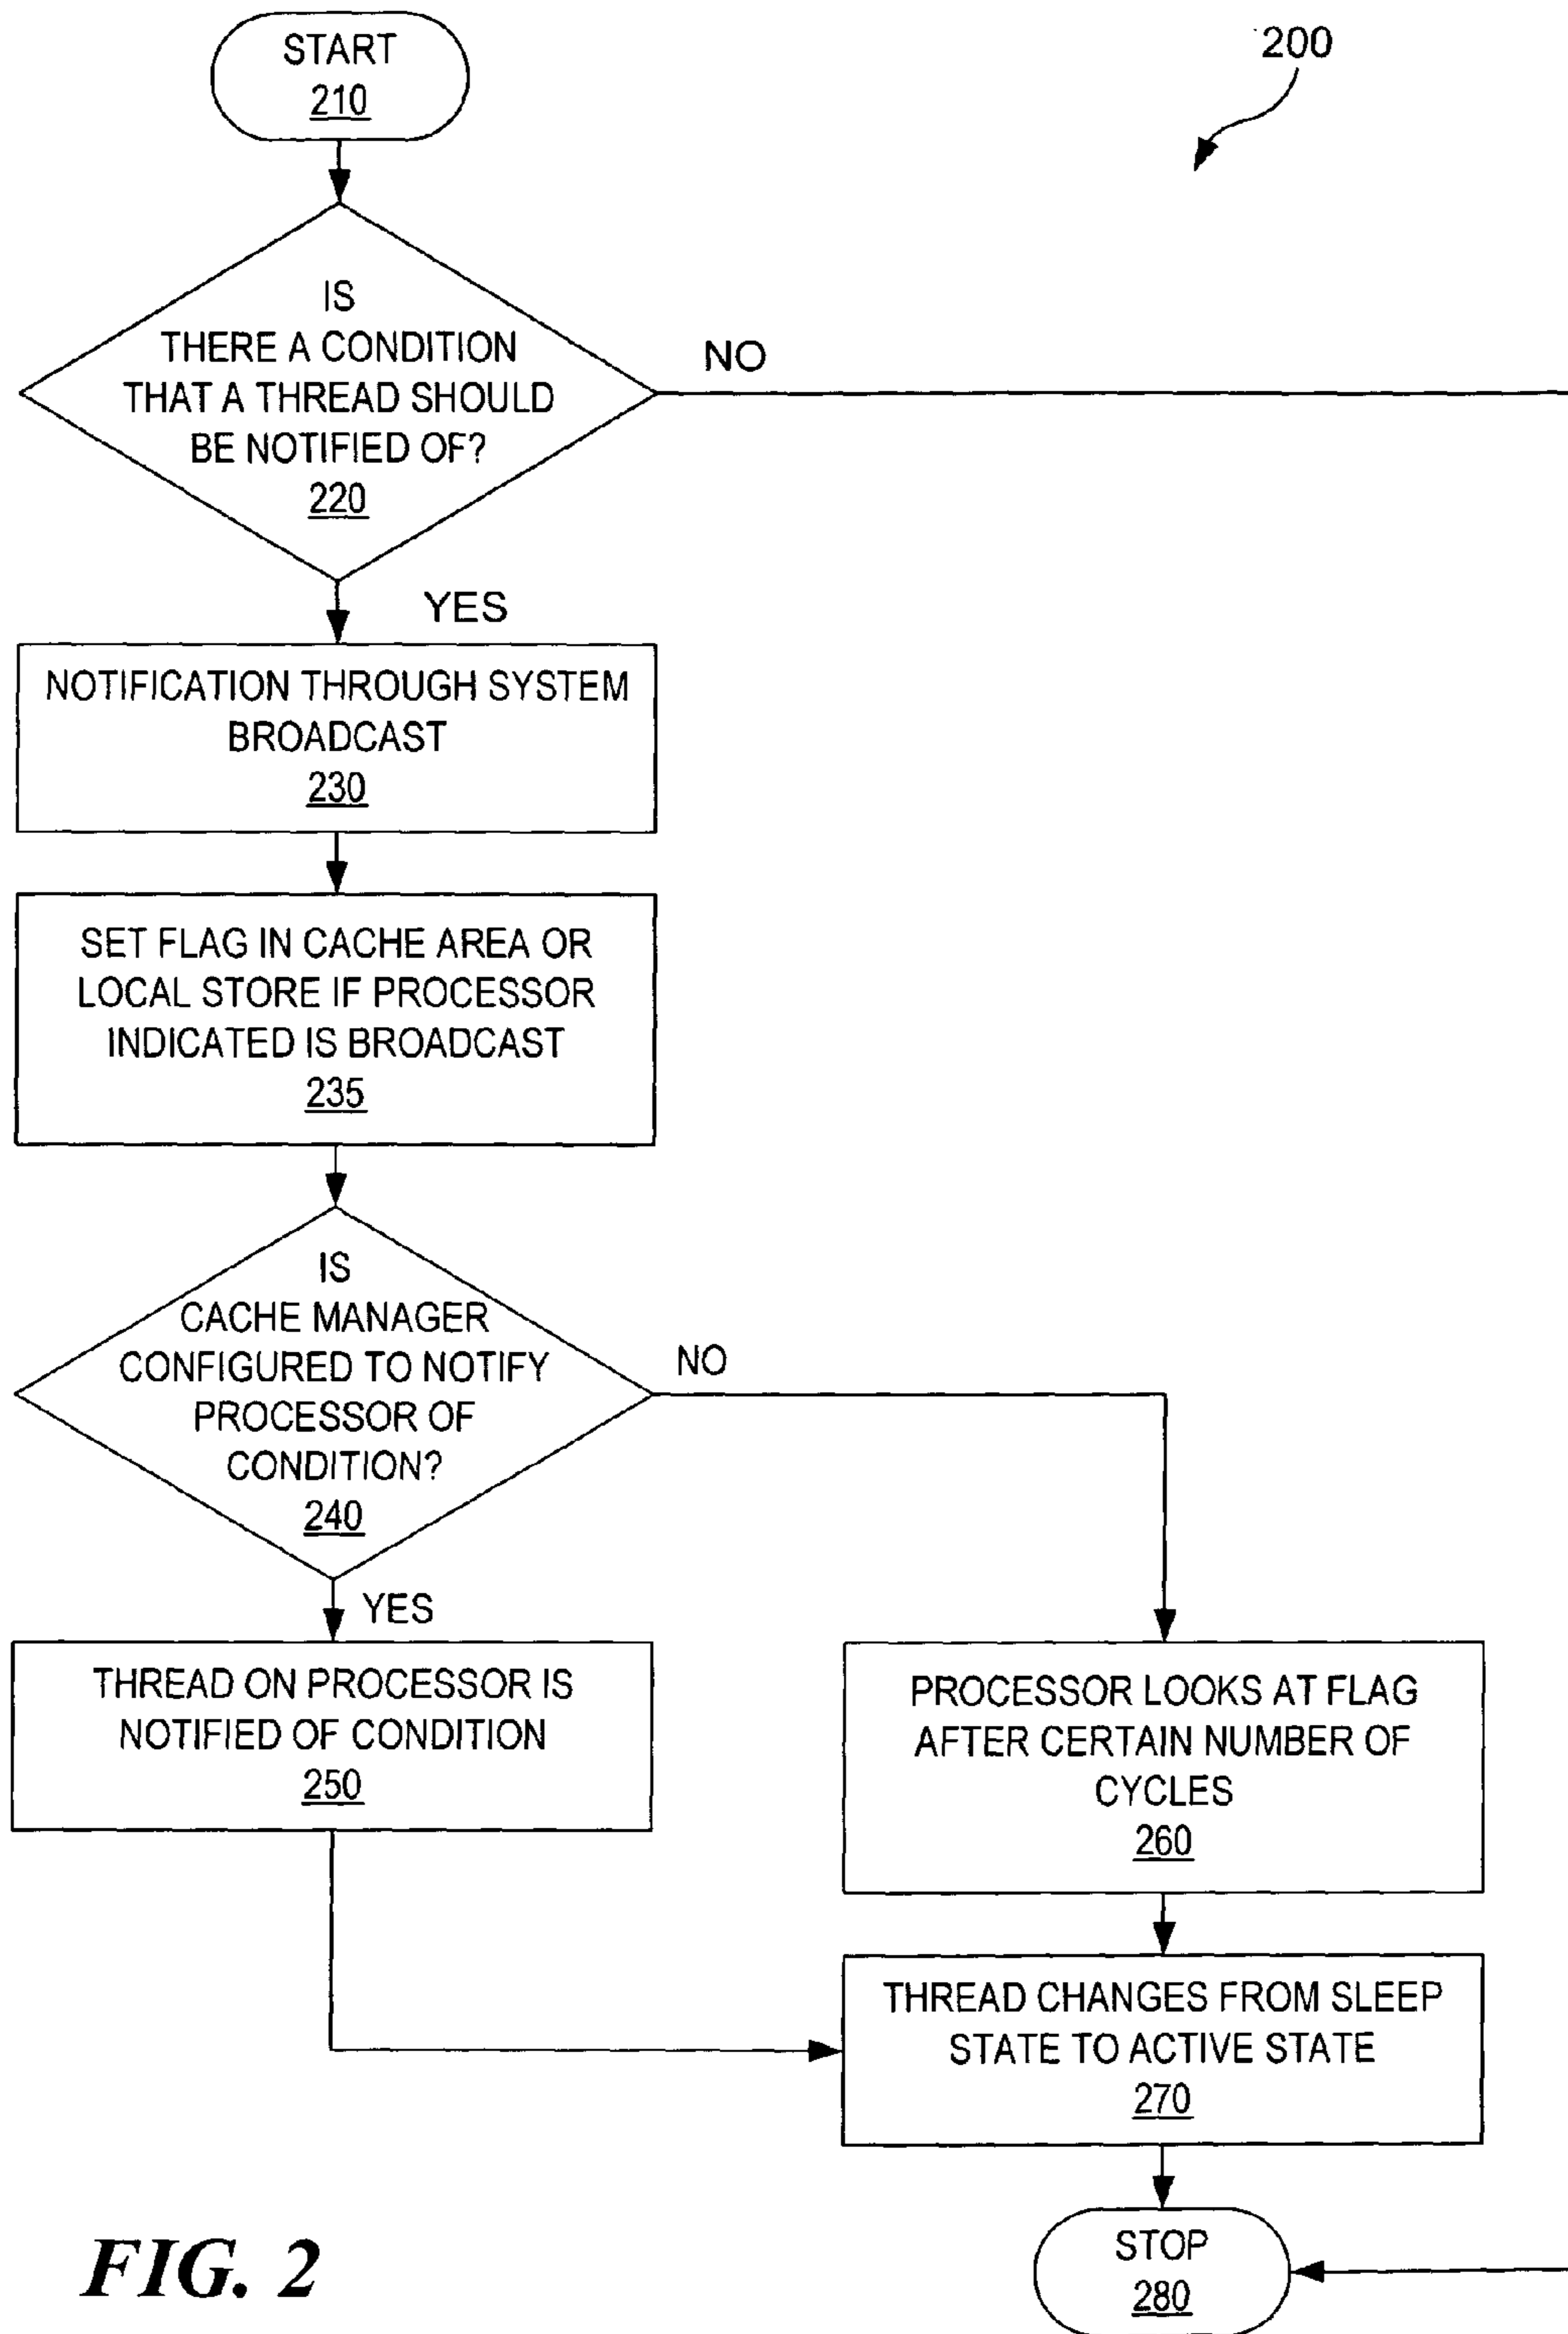 START
210
200
IS
THERE A CONDITION
THAT A THREAD SHOULD
BE NOTIFIED OF?
220
NO
YES
NOTIFICATION THROUGH SYSTEM
BROADCAST
230
SET FLAG IN CACHE AREA OR
LOCAL STORE IF PROCESSOR
INDICATED IS BROADCAST
235
IS
CACHE MANAGER
CONFIGURED TO NOTIFY
PROCESSOR OF
CONDITION?
240
NO
YES
THREAD ON PROCESSOR IS
NOTIFIED OF CONDITION
250
PROCESSOR LOOKS AT FLAG
AFTER CERTAIN NUMBER OF
CYCLES
260
THREAD CHANGES FROM SLEEP
STATE TO ACTIVE STATE
270
STOP
280
FIG. 2